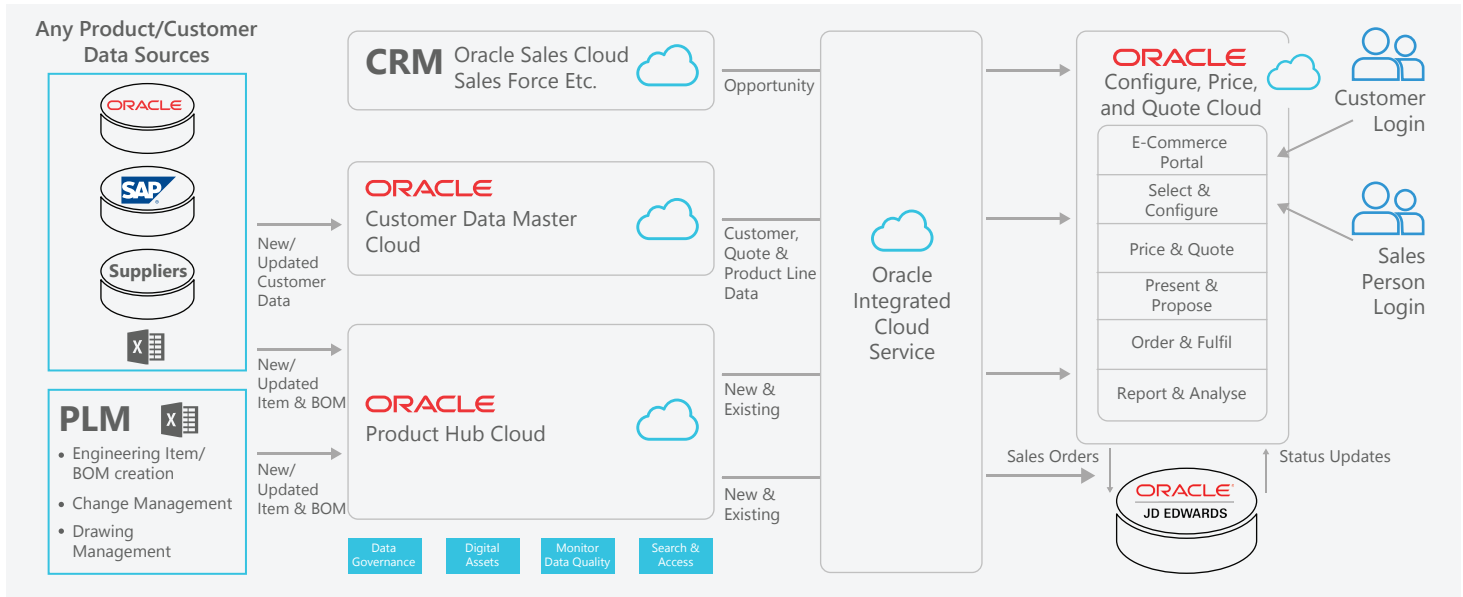 Any Product/Customer
Data Sources
ORACLE
SAP
Suppliers
X
PLM
X
• Engineering Item/
BOM creation
• Change Management
• Drawing
Management
New/
Updated
Customer
Data
New/
Updated
Item & BOM
New/
Updated
Item & BOM
CRM
Oracle Sales Cloud
Sales Force Etc.
ORACLE
Customer Data Master
Cloud
ORACLE
Product Hub Cloud
Data
Governance
Digital
Assets
Monitor
Data Quality
Search &
Access
Opportunity
Customer,
Quote &
Product Line
Data
New &
Existing
New &
Existing
Oracle
Integrated
Cloud
Service
ORACLE
Configure, Price,
and Quote Cloud
E-Commerce
Portal
Select &
Configure
Price & Quote
Present &
Propose
Order & Fulfil
Report & Analyse
Customer
Login
Sales
Person
Login
Sales Orders
Status Updates
ORACLE
JD EDWARDS